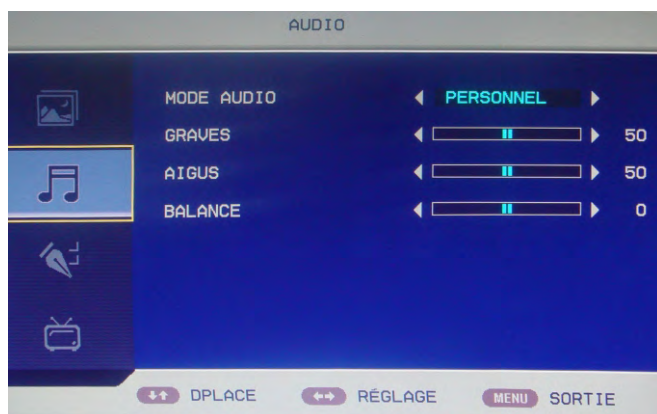 AUDIO
MODE AUDIO PERSONNEL
GRAVES 50
AIGUS 50
BALANCE 0
DPLACE RÉGLAGE MENU SORTIE